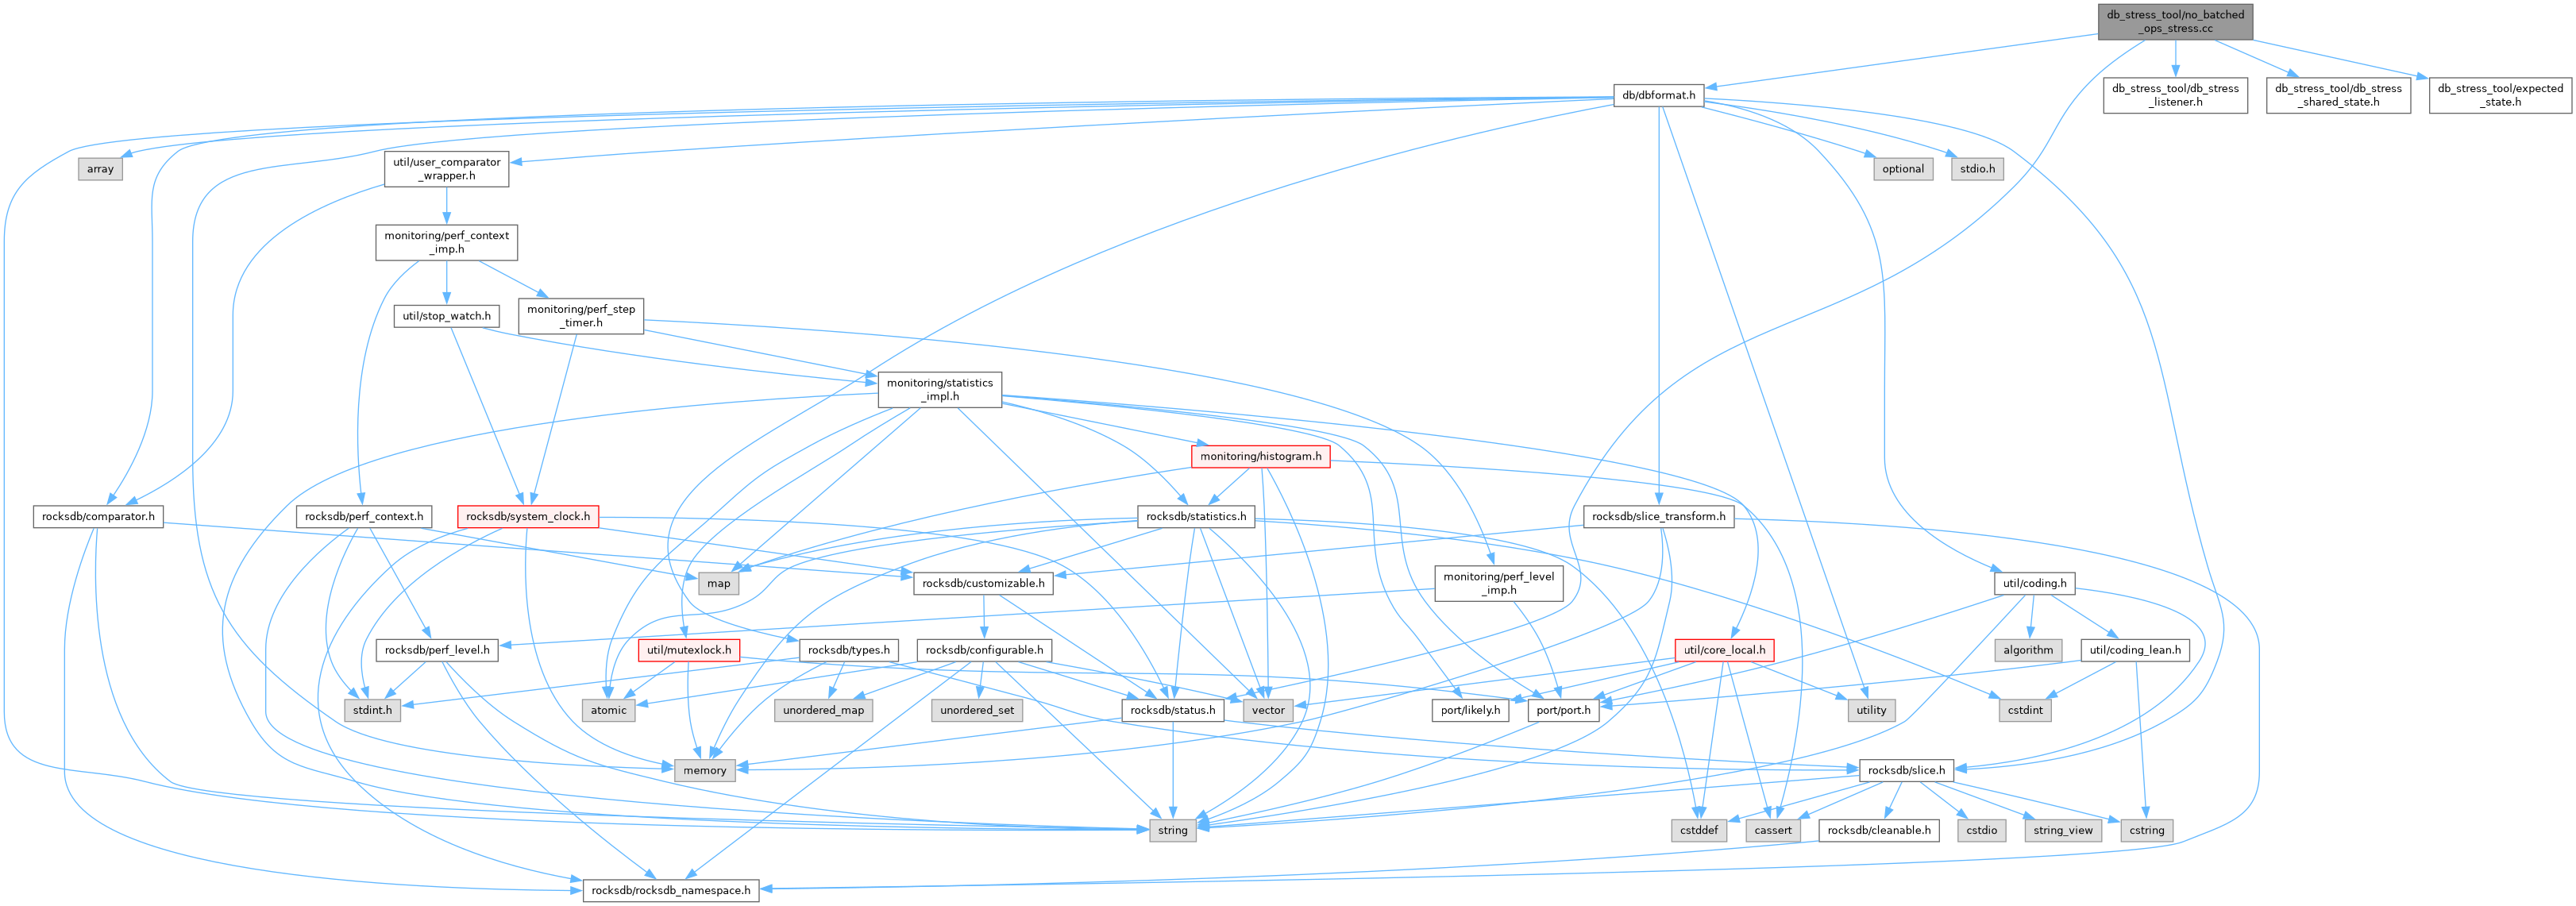 db_stress_tool/no_batched
_ops_stress.cc
db/dbformat.h
db_stress_tool/db_stress
_listener.h
db_stress_tool/db_stress
_shared_state.h
db_stress_tool/expected
_state.h
array
util/user_comparator
_wrapper.h
optional
stdio.h
monitoring/perf_context
_imp.h
util/stop_watch.h
monitoring/perf_step
_timer.h
monitoring/statistics
_impl.h
monitoring/histogram.h
rocksdb/comparator.h
rocksdb/perf_context.h
rocksdb/system_clock.h
rocksdb/statistics.h
rocksdb/slice_transform.h
map
rocksdb/customizable.h
monitoring/perf_level
_imp.h
util/coding.h
rocksdb/perf_level.h
util/mutexlock.h
rocksdb/types.h
rocksdb/configurable.h
util/core_local.h
algorithm
util/coding_lean.h
stdint.h
atomic
unordered_map
unordered_set
rocksdb/status.h
vector
port/likely.h
port/port.h
utility
cstdint
memory
rocksdb/slice.h
string
cstddef
cassert
rocksdb/cleanable.h
cstdio
string_view
cstring
rocksdb/rocksdb_namespace.h